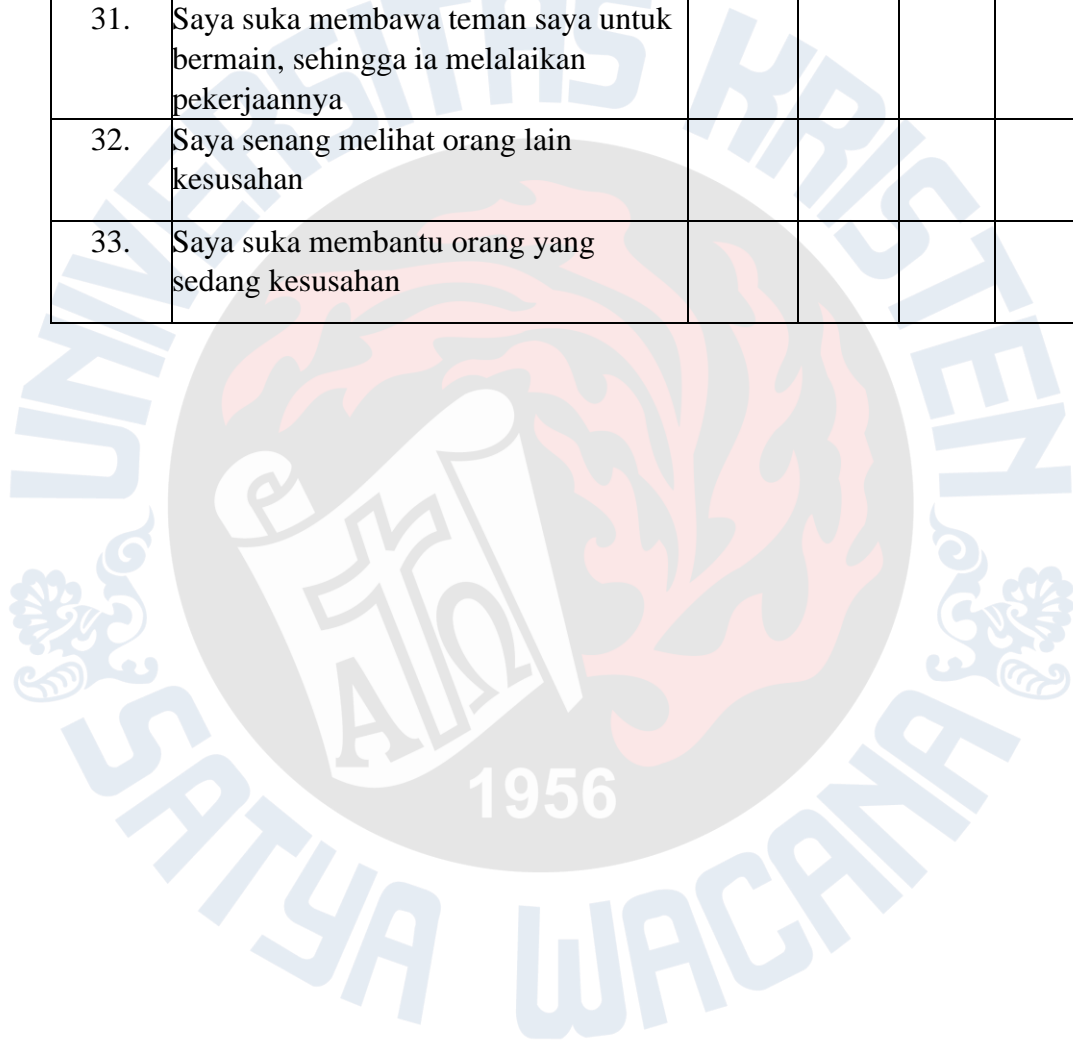 31. Saya suka membawa teman saya untuk
bermain, sehingga ia melalaikan
pekerjaannya
32. Saya senang melihat orang lain
kesusahan
33. Saya suka membantu orang yang
sedang kesusahan
UNIVERSITAS KRISTEN
ΑΩ
1956
SATYA WACANA